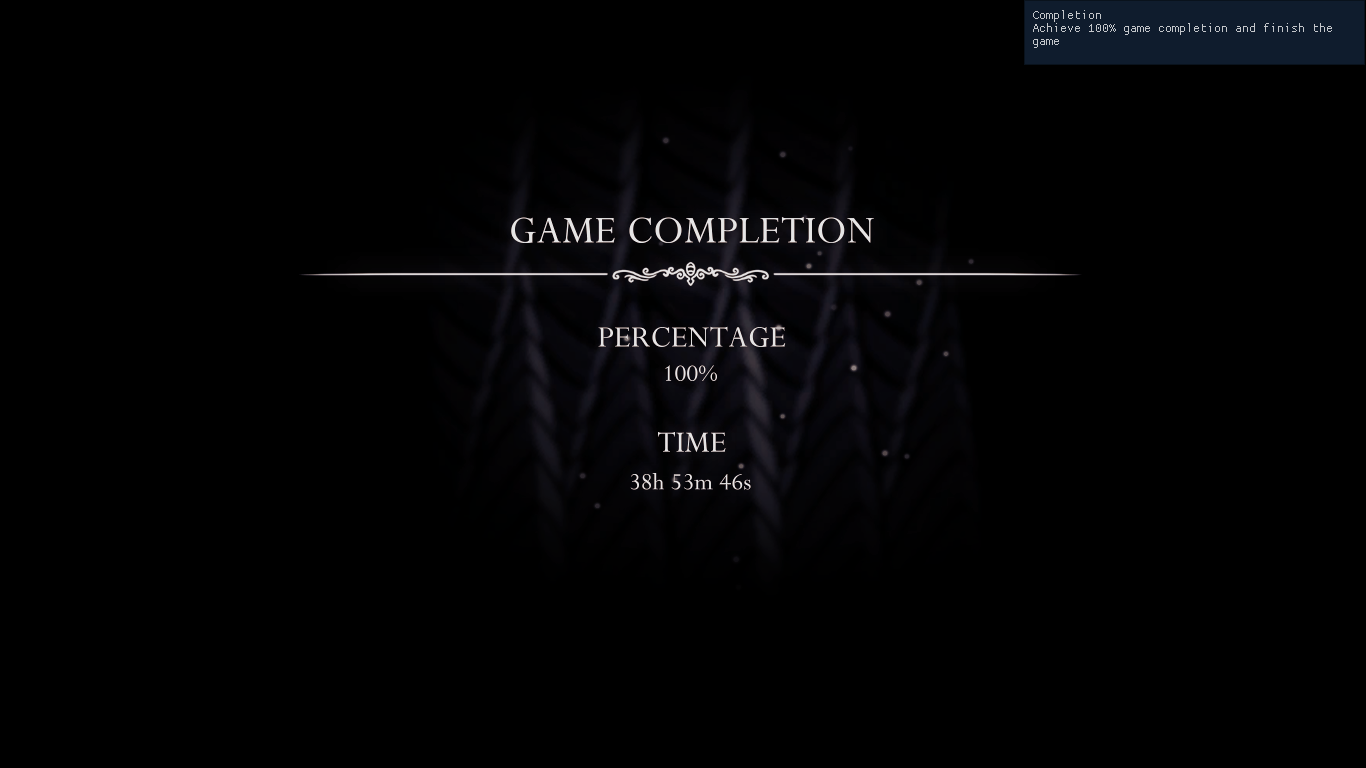 Completion
Achieve 100% game completion and finish the
game
GAME COMPLETION
PERCENTAGE
100%
TIME
38h 53m 46s